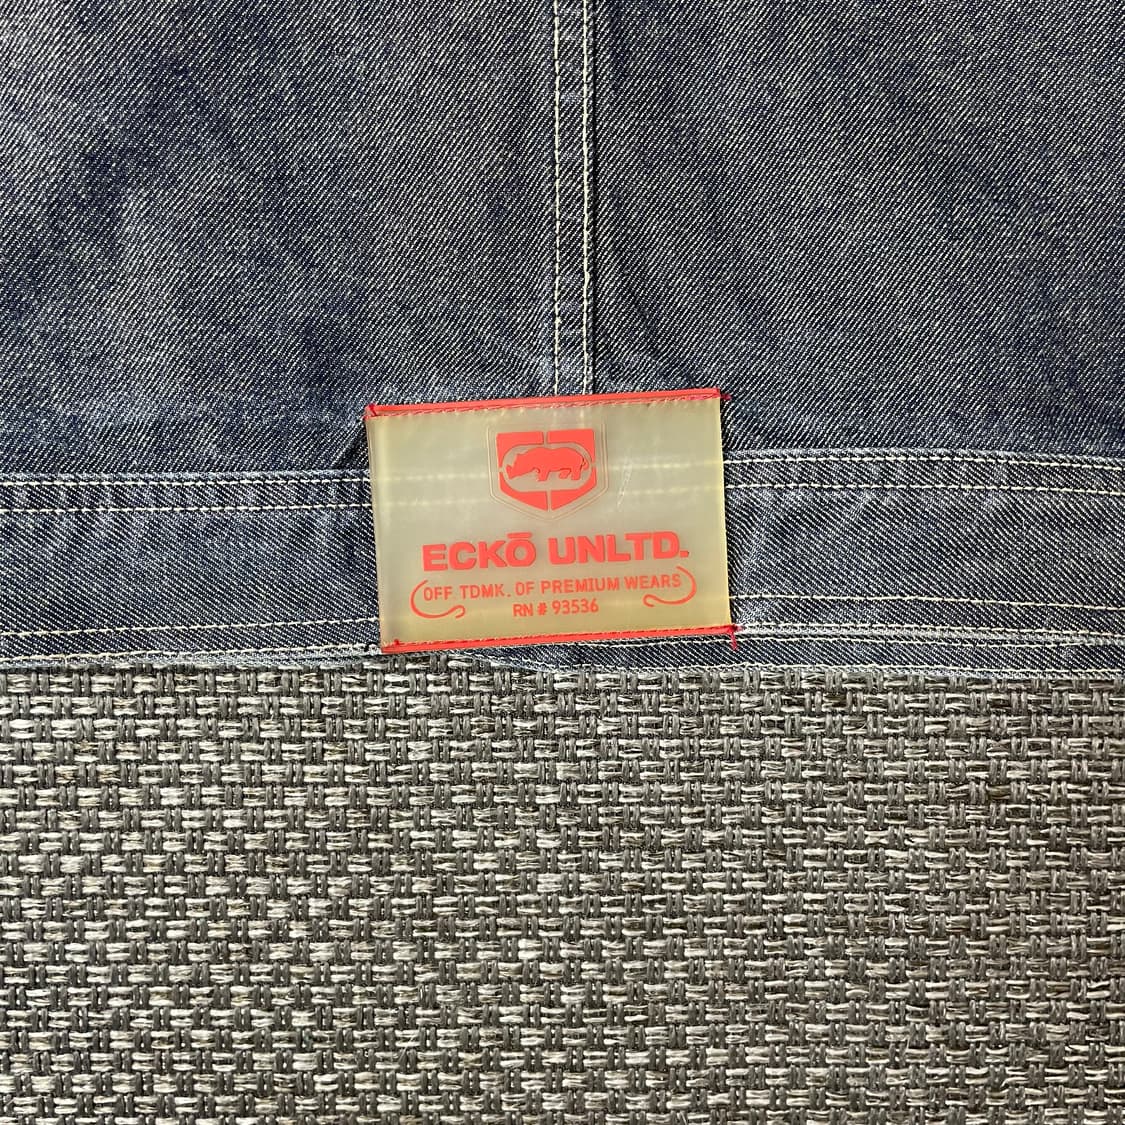 ECKŌ UNLTD.
OFF TDMK. OF PREMIUM WEARS
RN # 93536